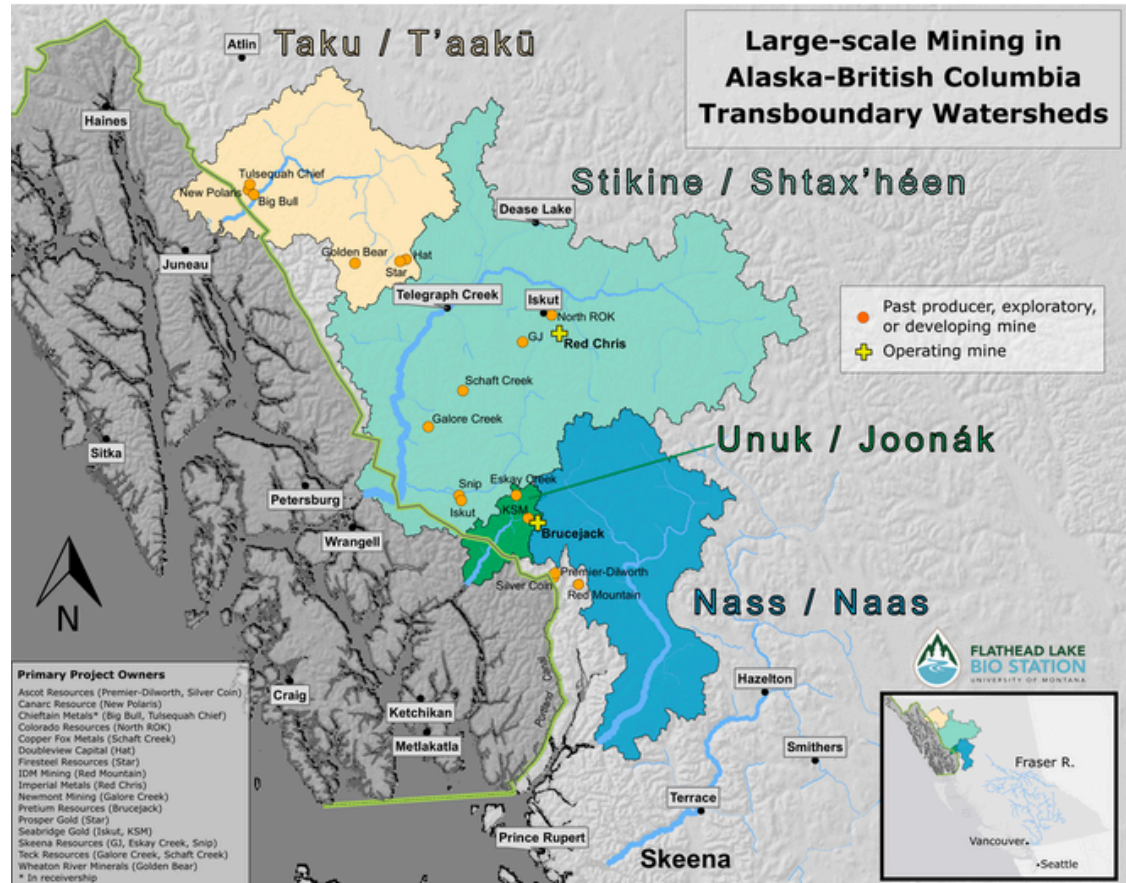 Large-scale Mining in
Alaska-British Columbia
Transboundary Watersheds
Taku / T'aakū
Atlin
Haines
Tulsequah Chief
New Polaris
Big Bull
Stikine / Shtax'héen
Dease Lake
Juneau
Golden Bear
Hat
Star
Telegraph Creek
Iskut
North ROK
Red Chris
GJ
Past producer, exploratory,
or developing mine
Operating mine
Schaft Creek
Galore Creek
Sitka
Unuk / Joonák
Petersburg
Snip
Iskut
Eskay Creek
KSM
Brucejack
Wrangell
Premier-Dilworth
Silver Coin
Red Mountain
N
Nass / Naas
FLATHEAD LAKE
BIO STATION
UNIVERSITY OF MONTANA
Primary Project Owners
Ascot Resources (Premier-Dilworth, Silver Coin)
Canarc Resource (New Polaris)
Chieftain Metals* (Big Bull, Tulsequah Chief)
Colorado Resources (North ROK)
Copper Fox Metals (Schaft Creek)
Doubleview Capital (Hat)
Firesteel Resources (Star)
IDM Mining (Red Mountain)
Imperial Metals (Red Chris)
Newmont Mining (Galore Creek)
Pretium Resources (Brucejack)
Prosper Gold (Star)
Seabridge Gold (Iskut, KSM)
Skeena Resources (GJ, Eskay Creek, Snip)
Teck Resources (Galore Creek, Schaft Creek)
Wheaton River Minerals (Golden Bear)
* In receivership
Craig
Ketchikan
Metlakatla
Portland Canal
Hazelton
Smithers
Terrace
Prince Rupert
Skeena
Fraser R.
Vancouver
Seattle